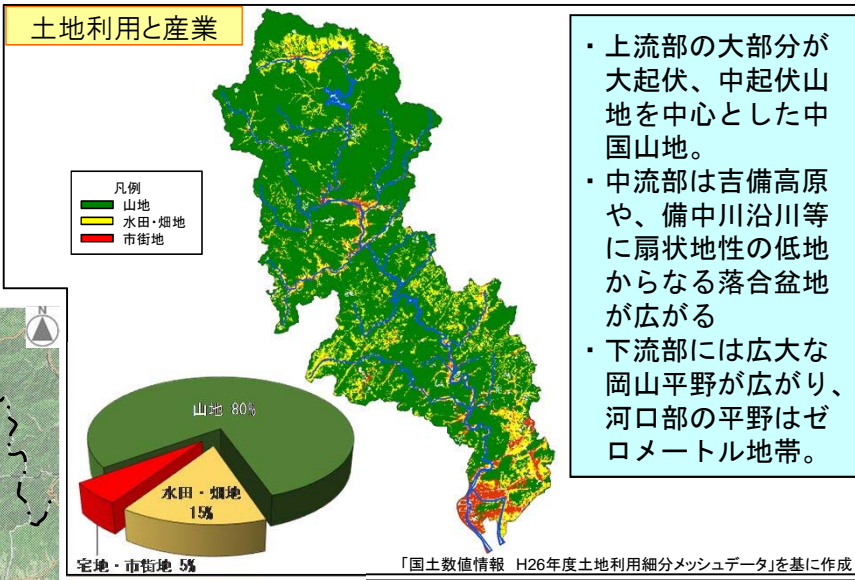 土地利用と産業
凡例
山地
水田・畑地
市街地
N
山地 80%
水田・畑地
15%
宅地・市街地 5%
・上流部の大部分が
大起伏、中起伏山
地を中心とした中
国山地。
・中流部は吉備高原
や、備中川沿川等
に扇状地性の低地
からなる落合盆地
が広がる
・下流部には広大な
岡山平野が広がり、
河口部の平野はゼ
ロメートル地帯。
「国土数値情報 H26年度土地利用細分メッシュデータ」を基に作成